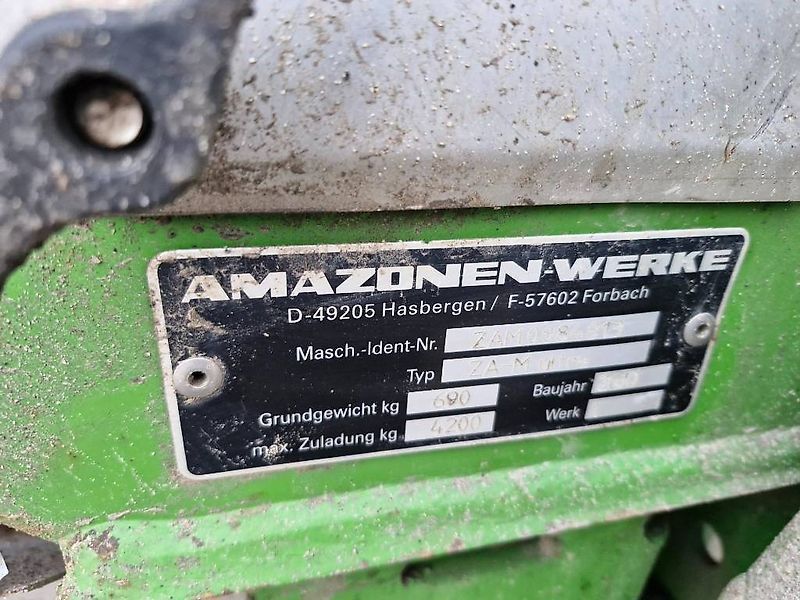 AMAZONEN-WERKE
D-49205 Hasbergen / F-57602 Forbach
Masch.-Ident-Nr.
Typ ZA-M
Grundgewicht kg 690 Baujahr
max. Zuladung kg 4200 Werk